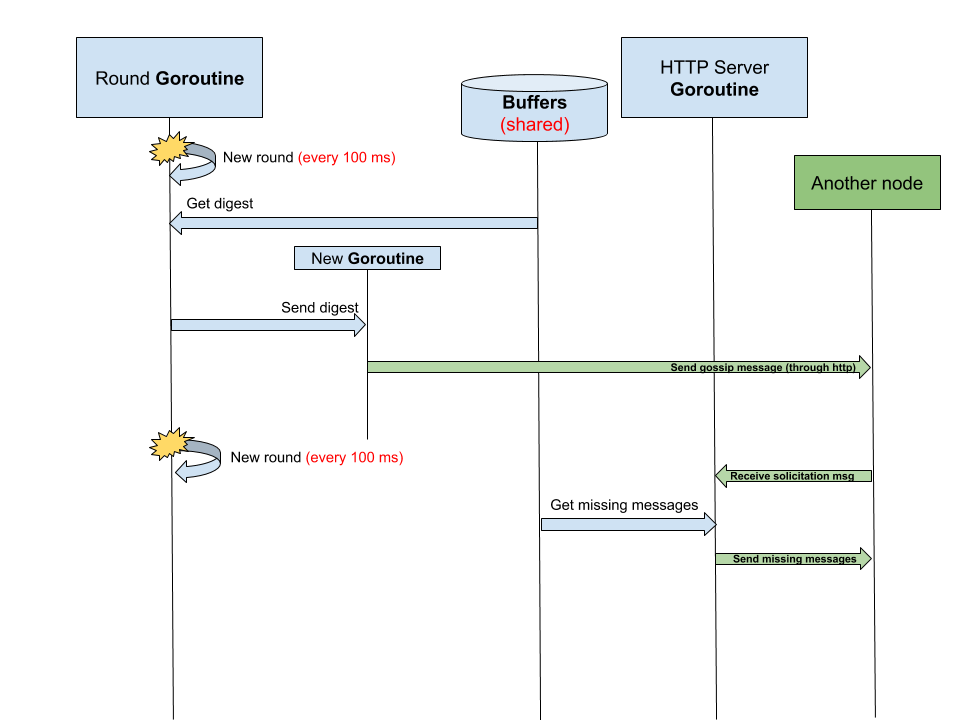 Round Goroutine
HTTP Server
Goroutine
Buffers
(shared)
New round (every 100 ms)
Another node
Get digest
New Goroutine
Send digest
Send gossip message (through http)
New round (every 100 ms)
Receive solicitation msg
Get missing messages
Send missing messages